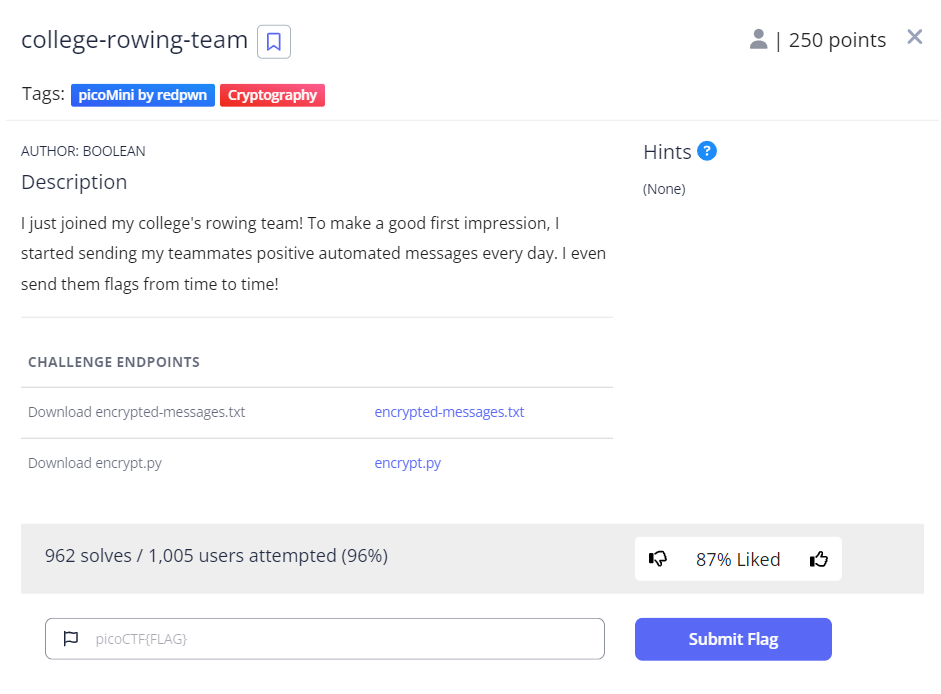 college-rowing-team
| 250 points
Tags: picoMini by redpwn Cryptography
AUTHOR: BOOLEAN
Description
I just joined my college's rowing team! To make a good first impression, I
started sending my teammates positive automated messages every day. I even
send them flags from time to time!
CHALLENGE ENDPOINTS
Download encrypted-messages.txt encrypted-messages.txt
Download encrypt.py encrypt.py
Hints ?
(None)
962 solves / 1,005 users attempted (96%)
87% Liked
picoCTF{FLAG}
Submit Flag